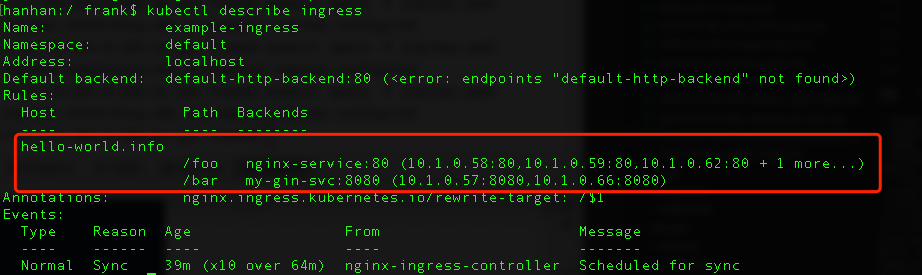 [hanhan:/ frank$ kubectl describe ingress
Name:             example-ingress
Namespace:        default
Address:          localhost
Default backend:  default-http-backend:80 (<error: endpoints "default-http-backend" not found>)
Rules:
  Host             Path  Backends
  ----             ----  --------
  hello-world.info
                   /foo   nginx-service:80 (10.1.0.58:80,10.1.0.59:80,10.1.0.62:80 + 1 more...)
                   /bar   my-gin-svc:8080 (10.1.0.57:8080,10.1.0.66:8080)
Annotations:       nginx.ingress.kubernetes.io/rewrite-target: /$1
Events:
  Type    Reason  Age                 From                      Message
  ----    ------  ----                ----                      -------
  Normal  Sync    39m (x10 over 64m)  nginx-ingress-controller  Scheduled for sync